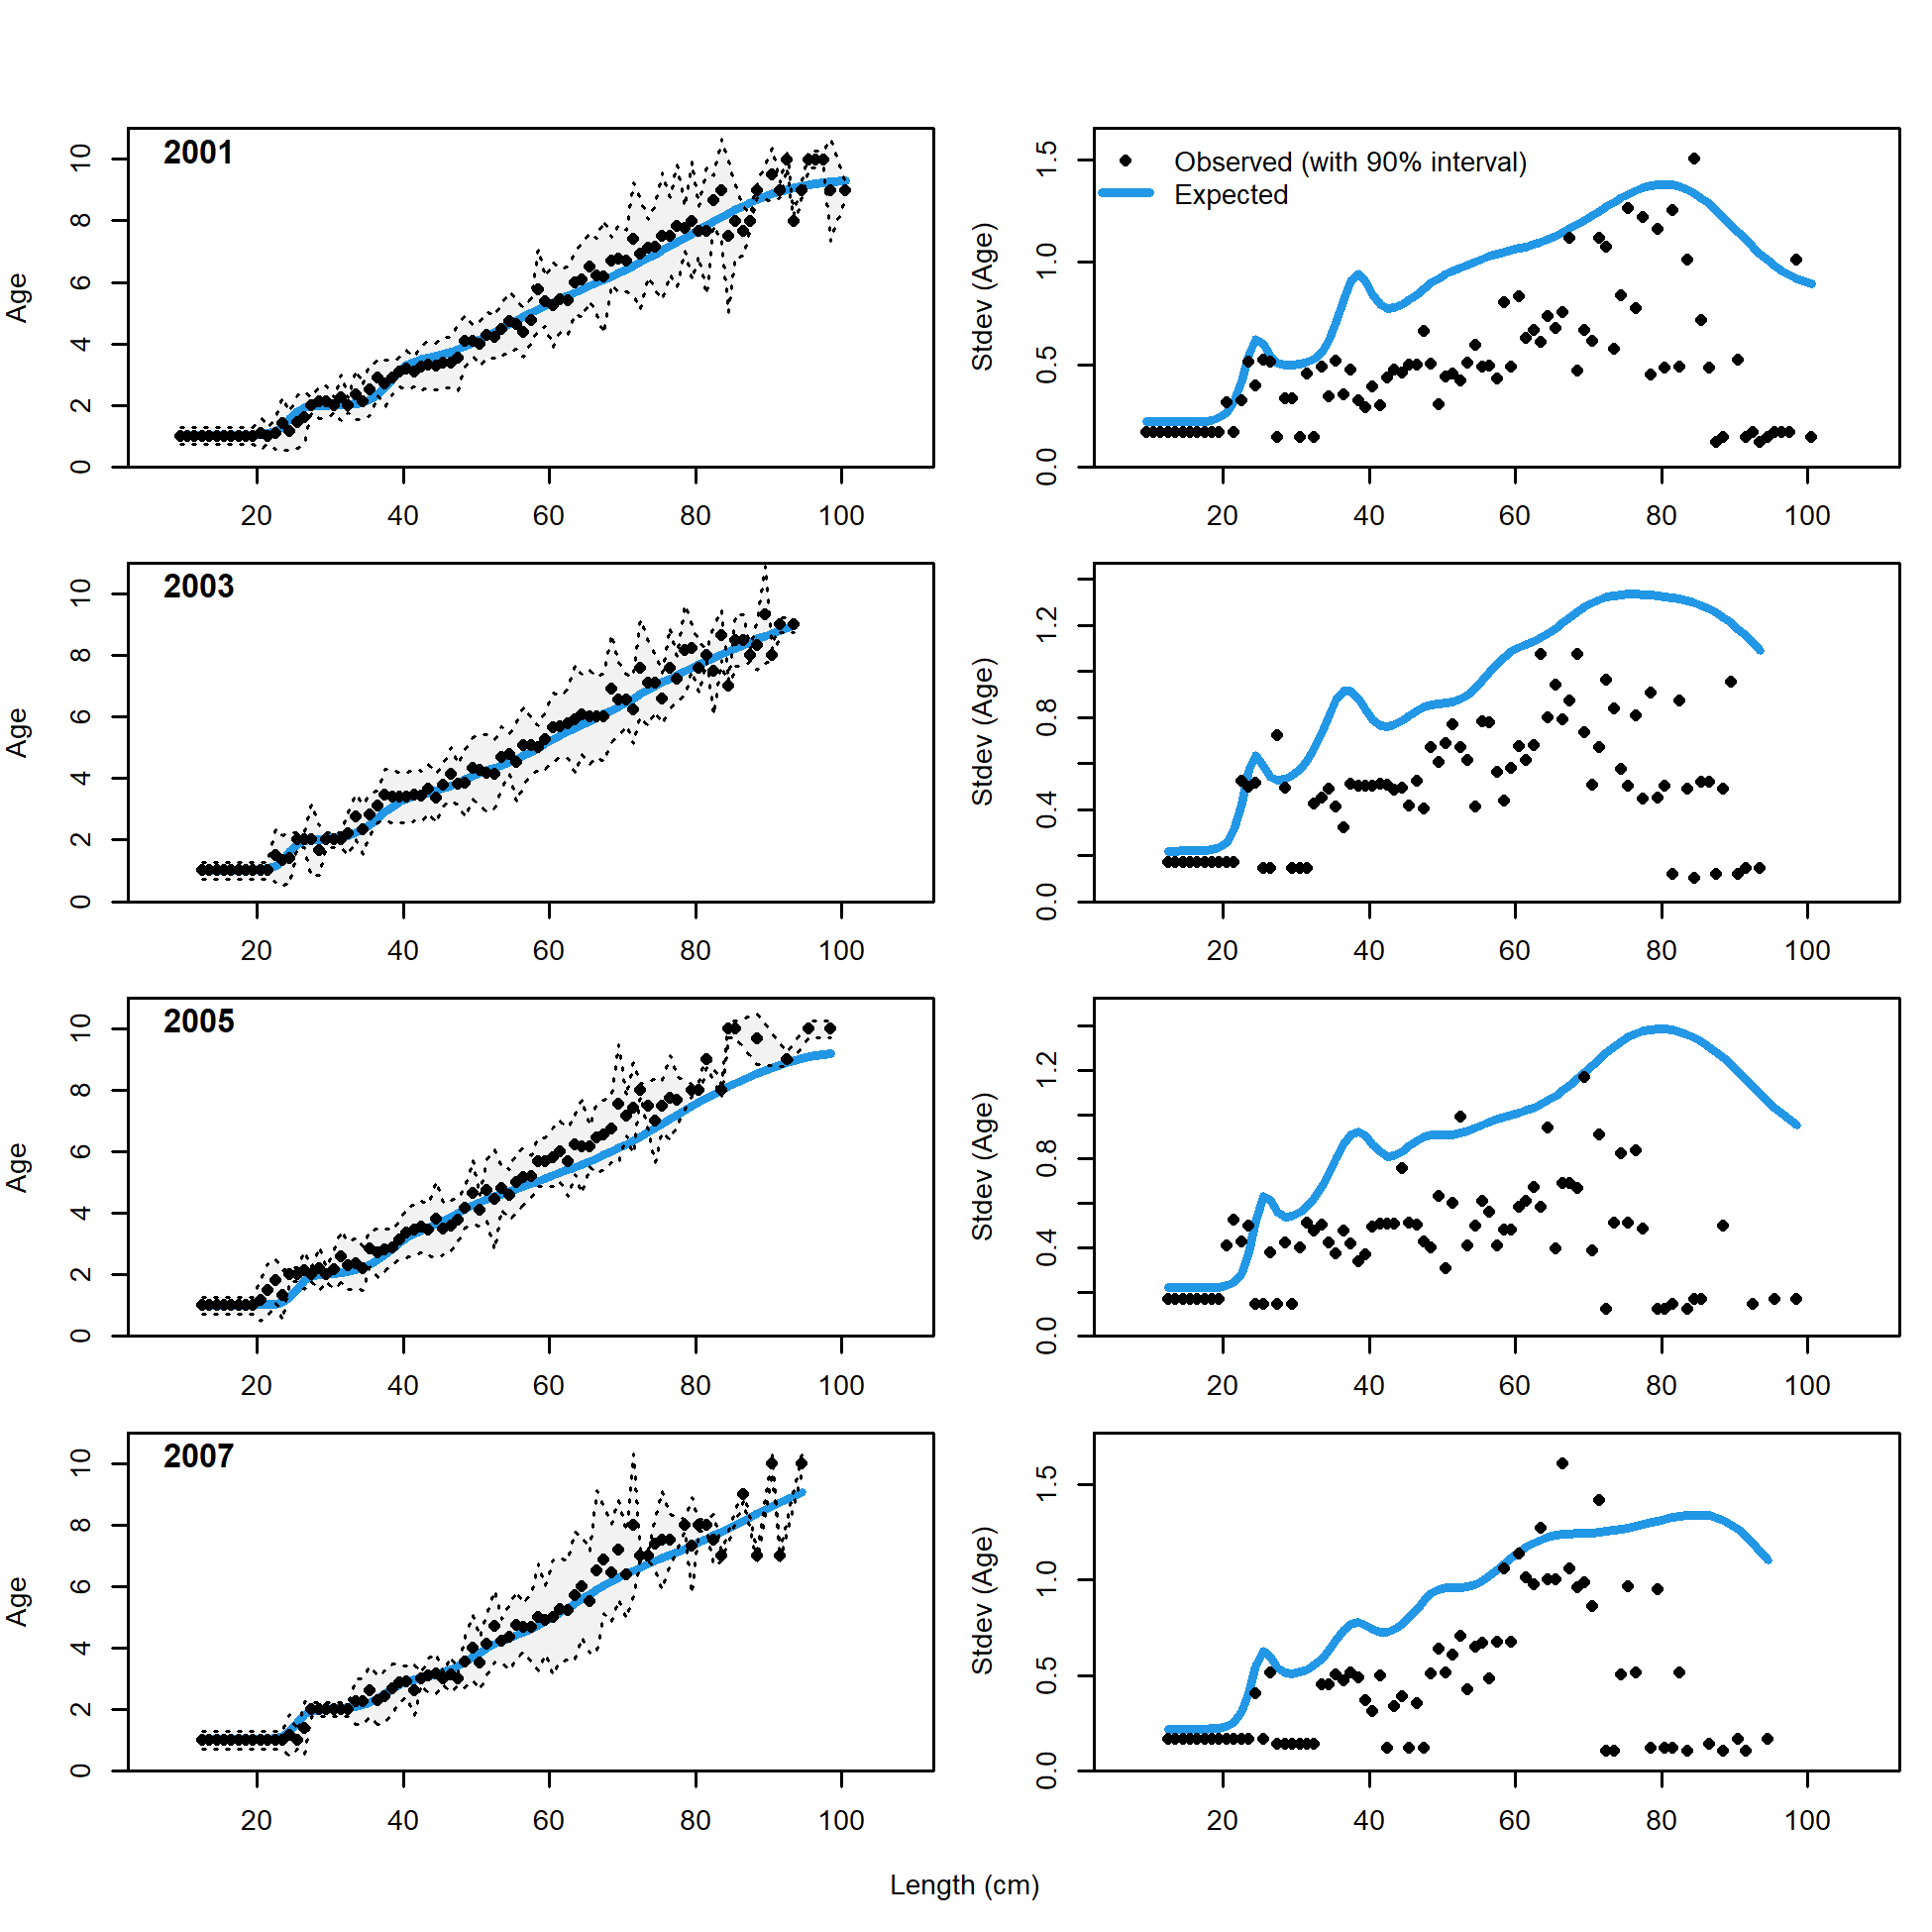 2001
Age
0 2 4 6 8 10
20 40 60 80 100
Observed (with 90% interval)
Expected
Stdev (Age)
0.0 0.5 1.0 1.5
20 40 60 80 100
2003
Age
0 2 4 6 8 10
20 40 60 80 100
Stdev (Age)
0.0 0.4 0.8 1.2
20 40 60 80 100
2005
Age
0 2 4 6 8 10
20 40 60 80 100
Stdev (Age)
0.0 0.4 0.8 1.2
20 40 60 80 100
2007
Age
0 2 4 6 8 10
20 40 60 80 100
Stdev (Age)
0.0 0.5 1.0 1.5
20 40 60 80 100
Length (cm)